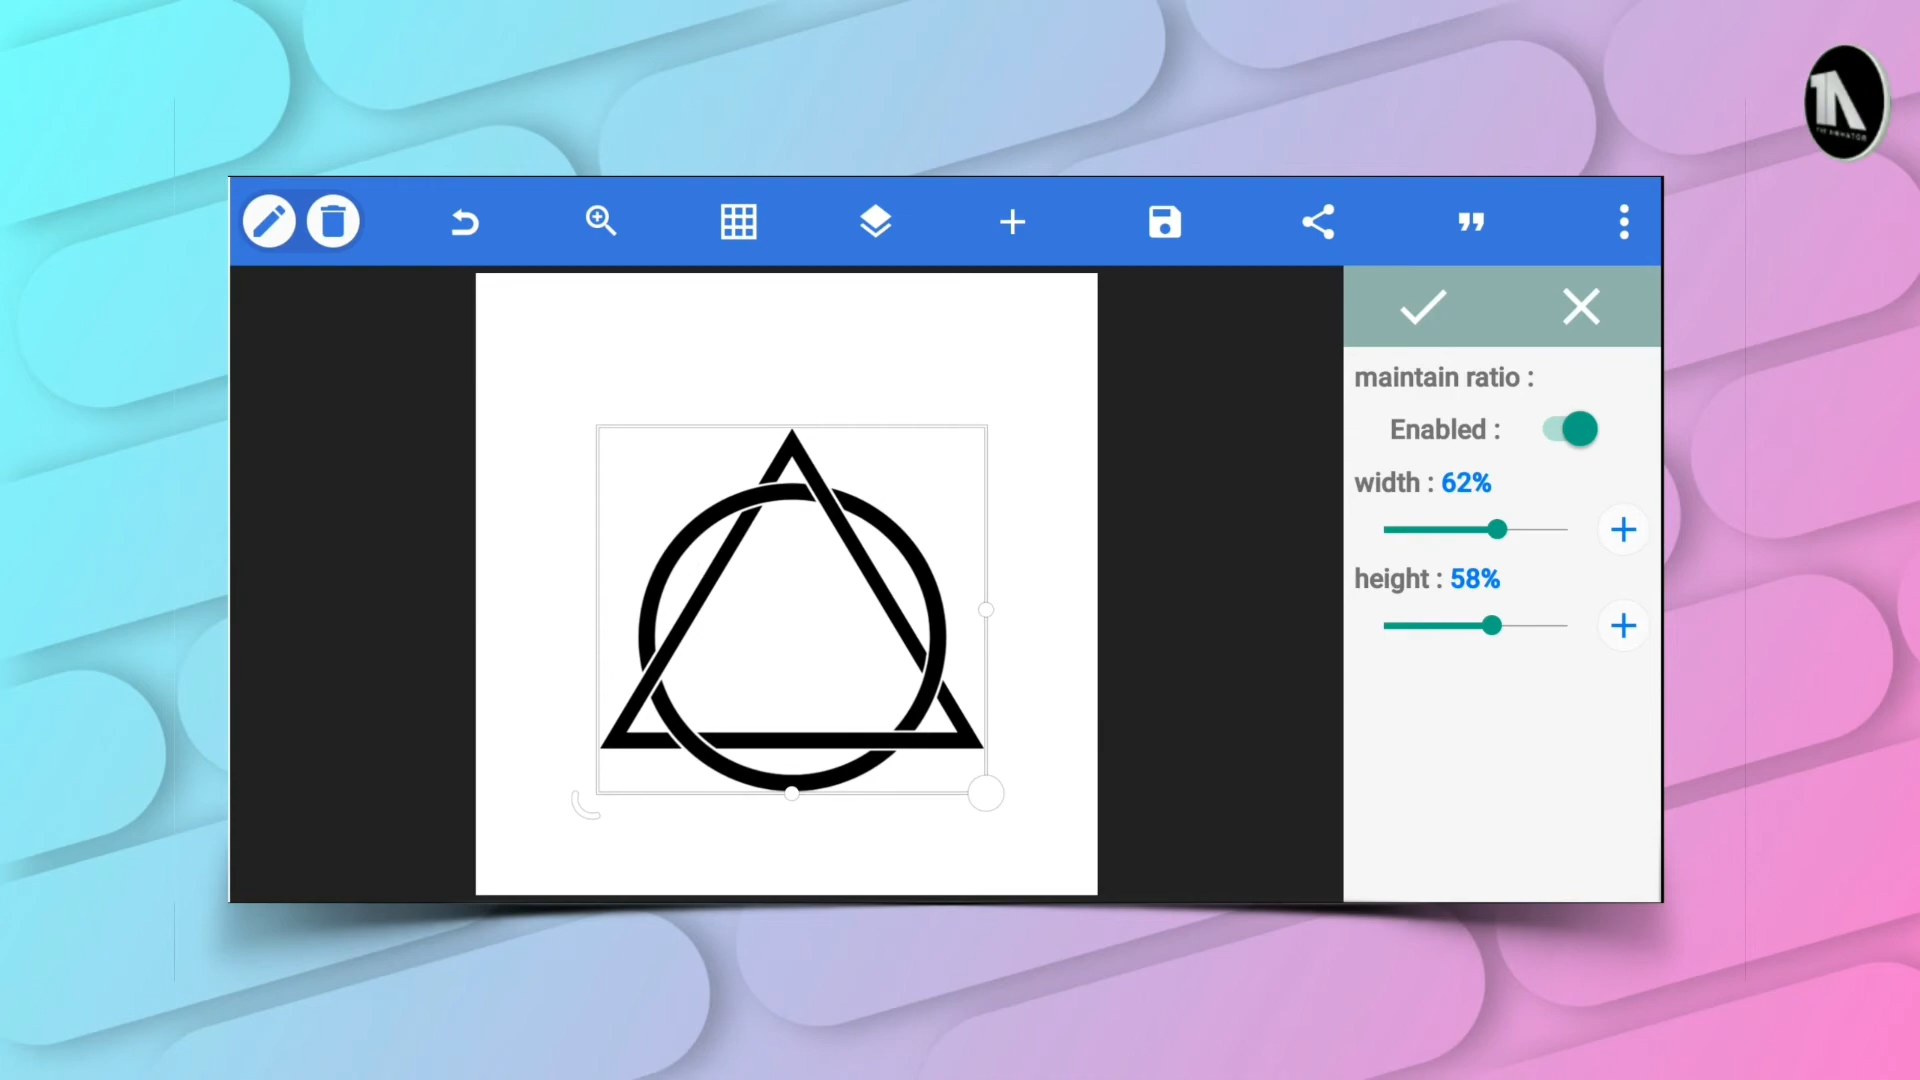 maintain ratio :
Enabled :
width : 62%
height : 58%